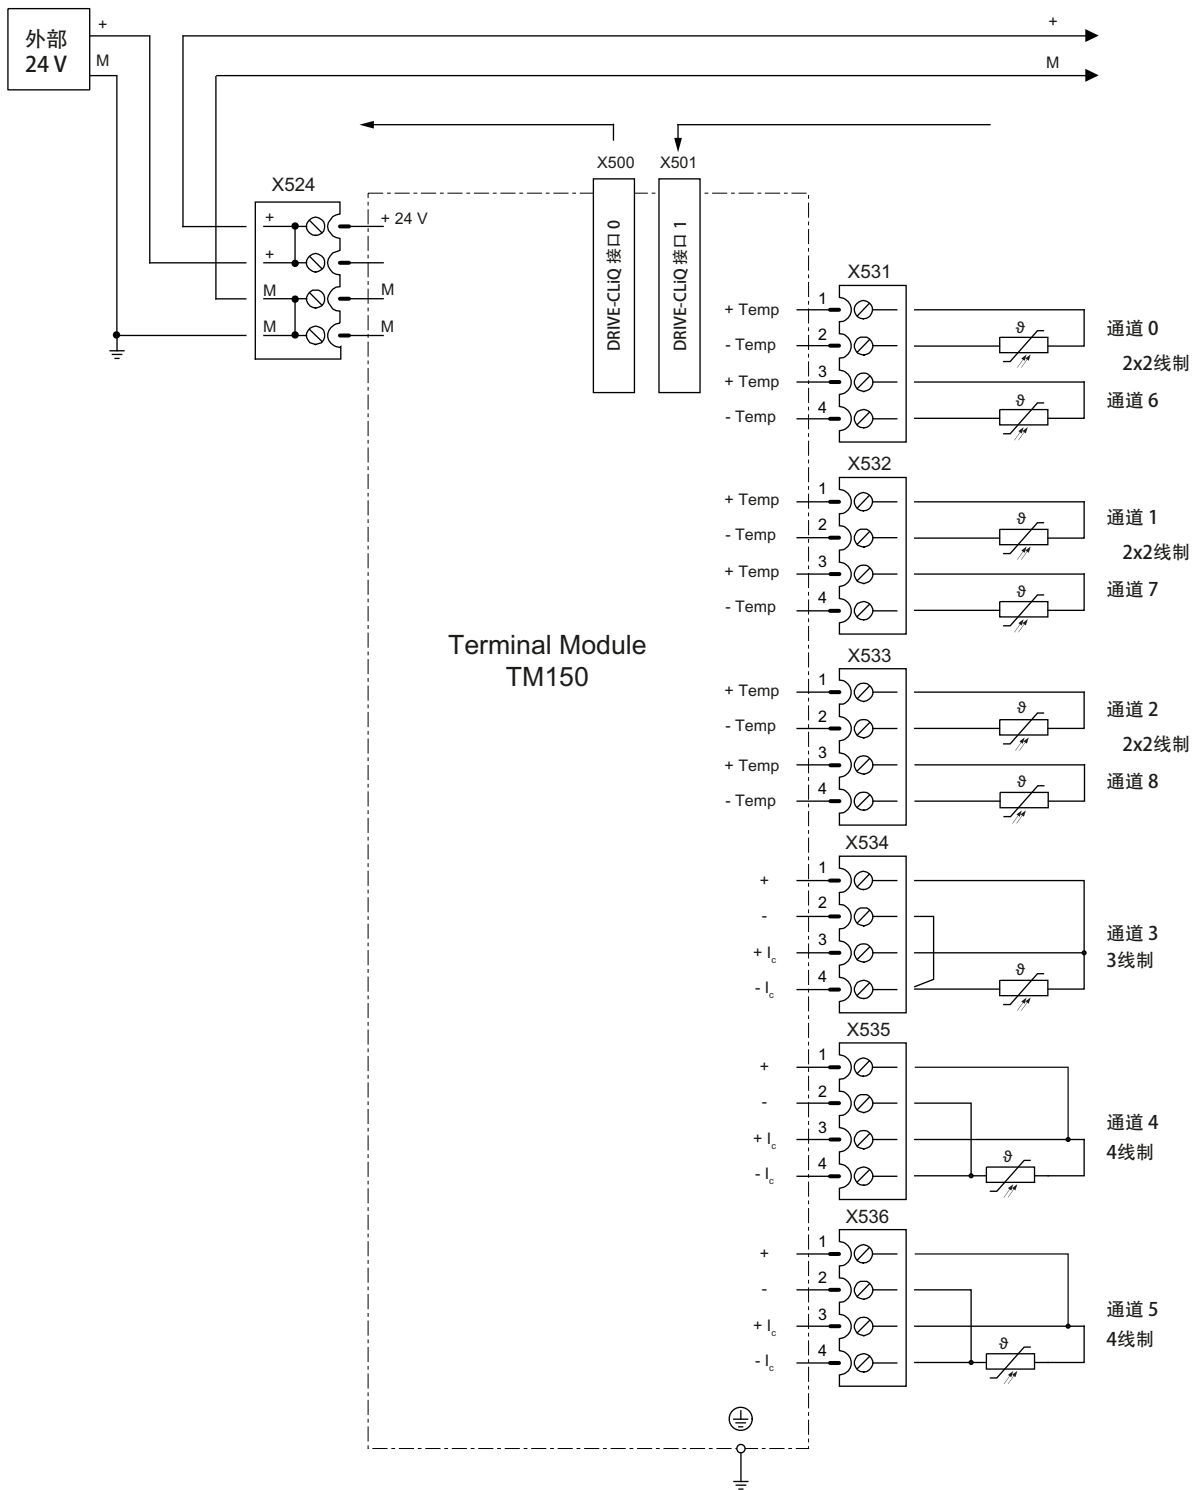 外部
24 V
+
M
+
M
X500
X501
X524
DRIVE-CLiQ 接口 0
DRIVE-CLiQ 接口 1
+
+ 24 V
+
M
M
M
M
Terminal Module
TM150
X531
+ Temp 1
- Temp 2
+ Temp 3
- Temp 4
ϑ
ϑ
通道 0
2x2线制
通道 6
X532
+ Temp 1
- Temp 2
+ Temp 3
- Temp 4
ϑ
ϑ
通道 1
2x2线制
通道 7
X533
+ Temp 1
- Temp 2
+ Temp 3
- Temp 4
ϑ
ϑ
通道 2
2x2线制
通道 8
X534
+ 1
- 2
+ Ic 3
- Ic 4
ϑ
通道 3
3线制
X535
+ 1
- 2
+ Ic 3
- Ic 4
ϑ
通道 4
4线制
X536
+ 1
- 2
+ Ic 3
- Ic 4
ϑ
通道 5
4线制